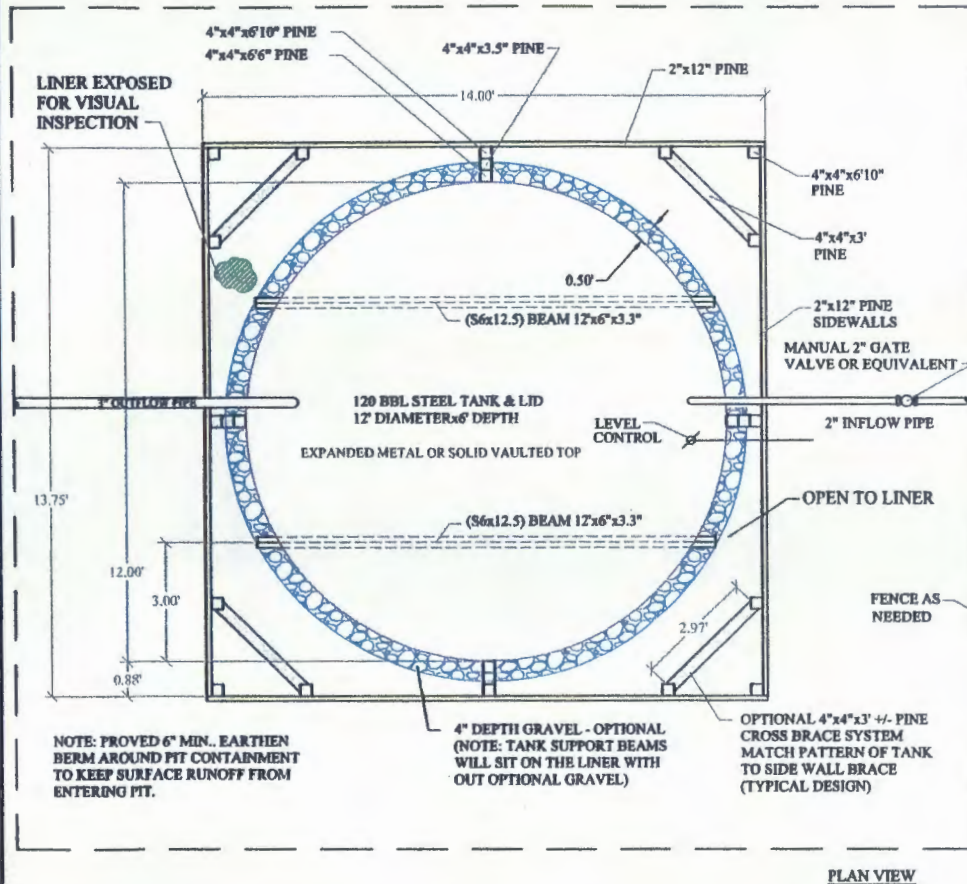 4"x4"x6'10" PINE
4"x4"x6'6" PINE
4"x4"x3.5" PINE
2"x12" PINE
LINER EXPOSED
FOR VISUAL
INSPECTION
14.00'
4"x4"x6'10"
PINE
4"x4"x3'
PINE
0.50'
(S6x12.5) BEAM 12'x6"x3.3"
2"x12" PINE
SIDEWALLS
MANUAL 2" GATE
VALVE OR EQUIVALENT
3" OUTFLOW PIPE
120 BBL STEEL TANK & LID
12' DIAMETERx6' DEPTH
2" INFLOW PIPE
LEVEL
CONTROL
EXPANDED METAL OR SOLID VAULTED TOP
13.75'
OPEN TO LINER
(S6x12.5) BEAM 12'x6"x3.3"
12.00'
3.00'
FENCE AS
NEEDED
2.97'
0.88'
NOTE: PROVED 6" MIN.. EARTHEN
BERM AROUND PIT CONTAINMENT
TO KEEP SURFACE RUNOFF FROM
ENTERING PIT.
4" DEPTH GRAVEL - OPTIONAL
(NOTE: TANK SUPPORT BEAMS
WILL SIT ON THE LINER WITH
OUT OPTIONAL GRAVEL)
OPTIONAL 4"x4"x3' +/- PINE
CROSS BRACE SYSTEM
MATCH PATTERN OF TANK
TO SIDE WALL BRACE
(TYPICAL DESIGN)
PLAN VIEW